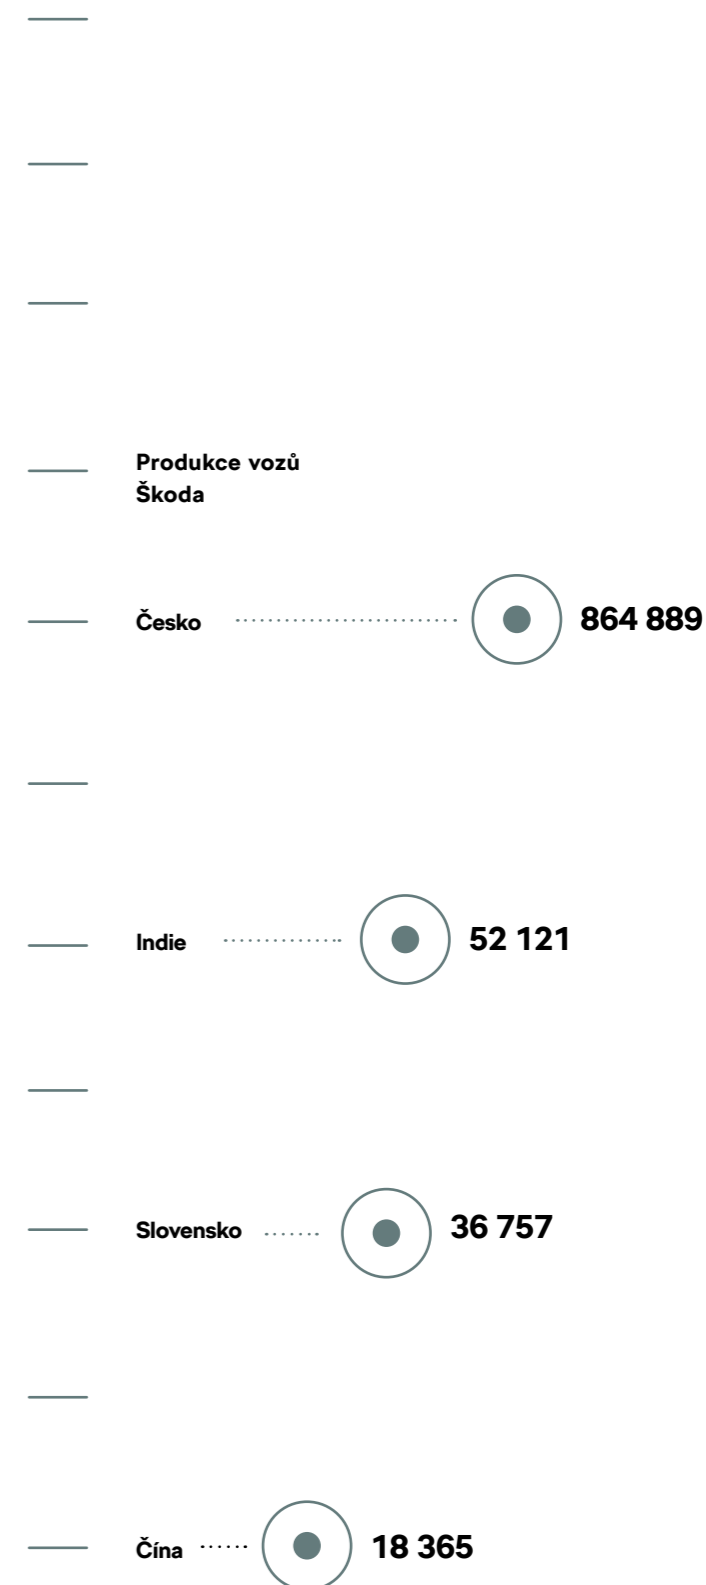 Produkce vozů
Škoda
Česko 864 889
Indie 52 121
Slovensko 36 757
Čína 18 365